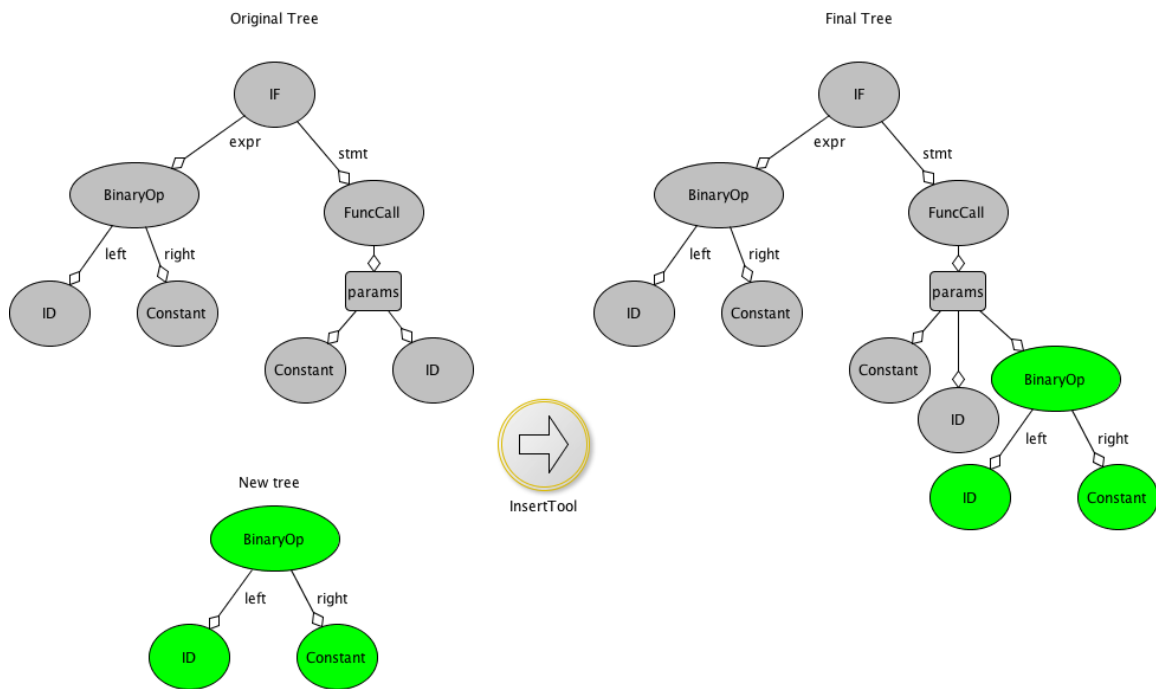 Original Tree
IF
expr
stmt
BinaryOp
FuncCall
left
right
params
ID
Constant
Constant
ID
New tree
BinaryOp
left
right
ID
Constant
InsertTool
Final Tree
IF
expr
stmt
BinaryOp
FuncCall
left
right
params
ID
Constant
Constant
ID
BinaryOp
left
right
ID
Constant